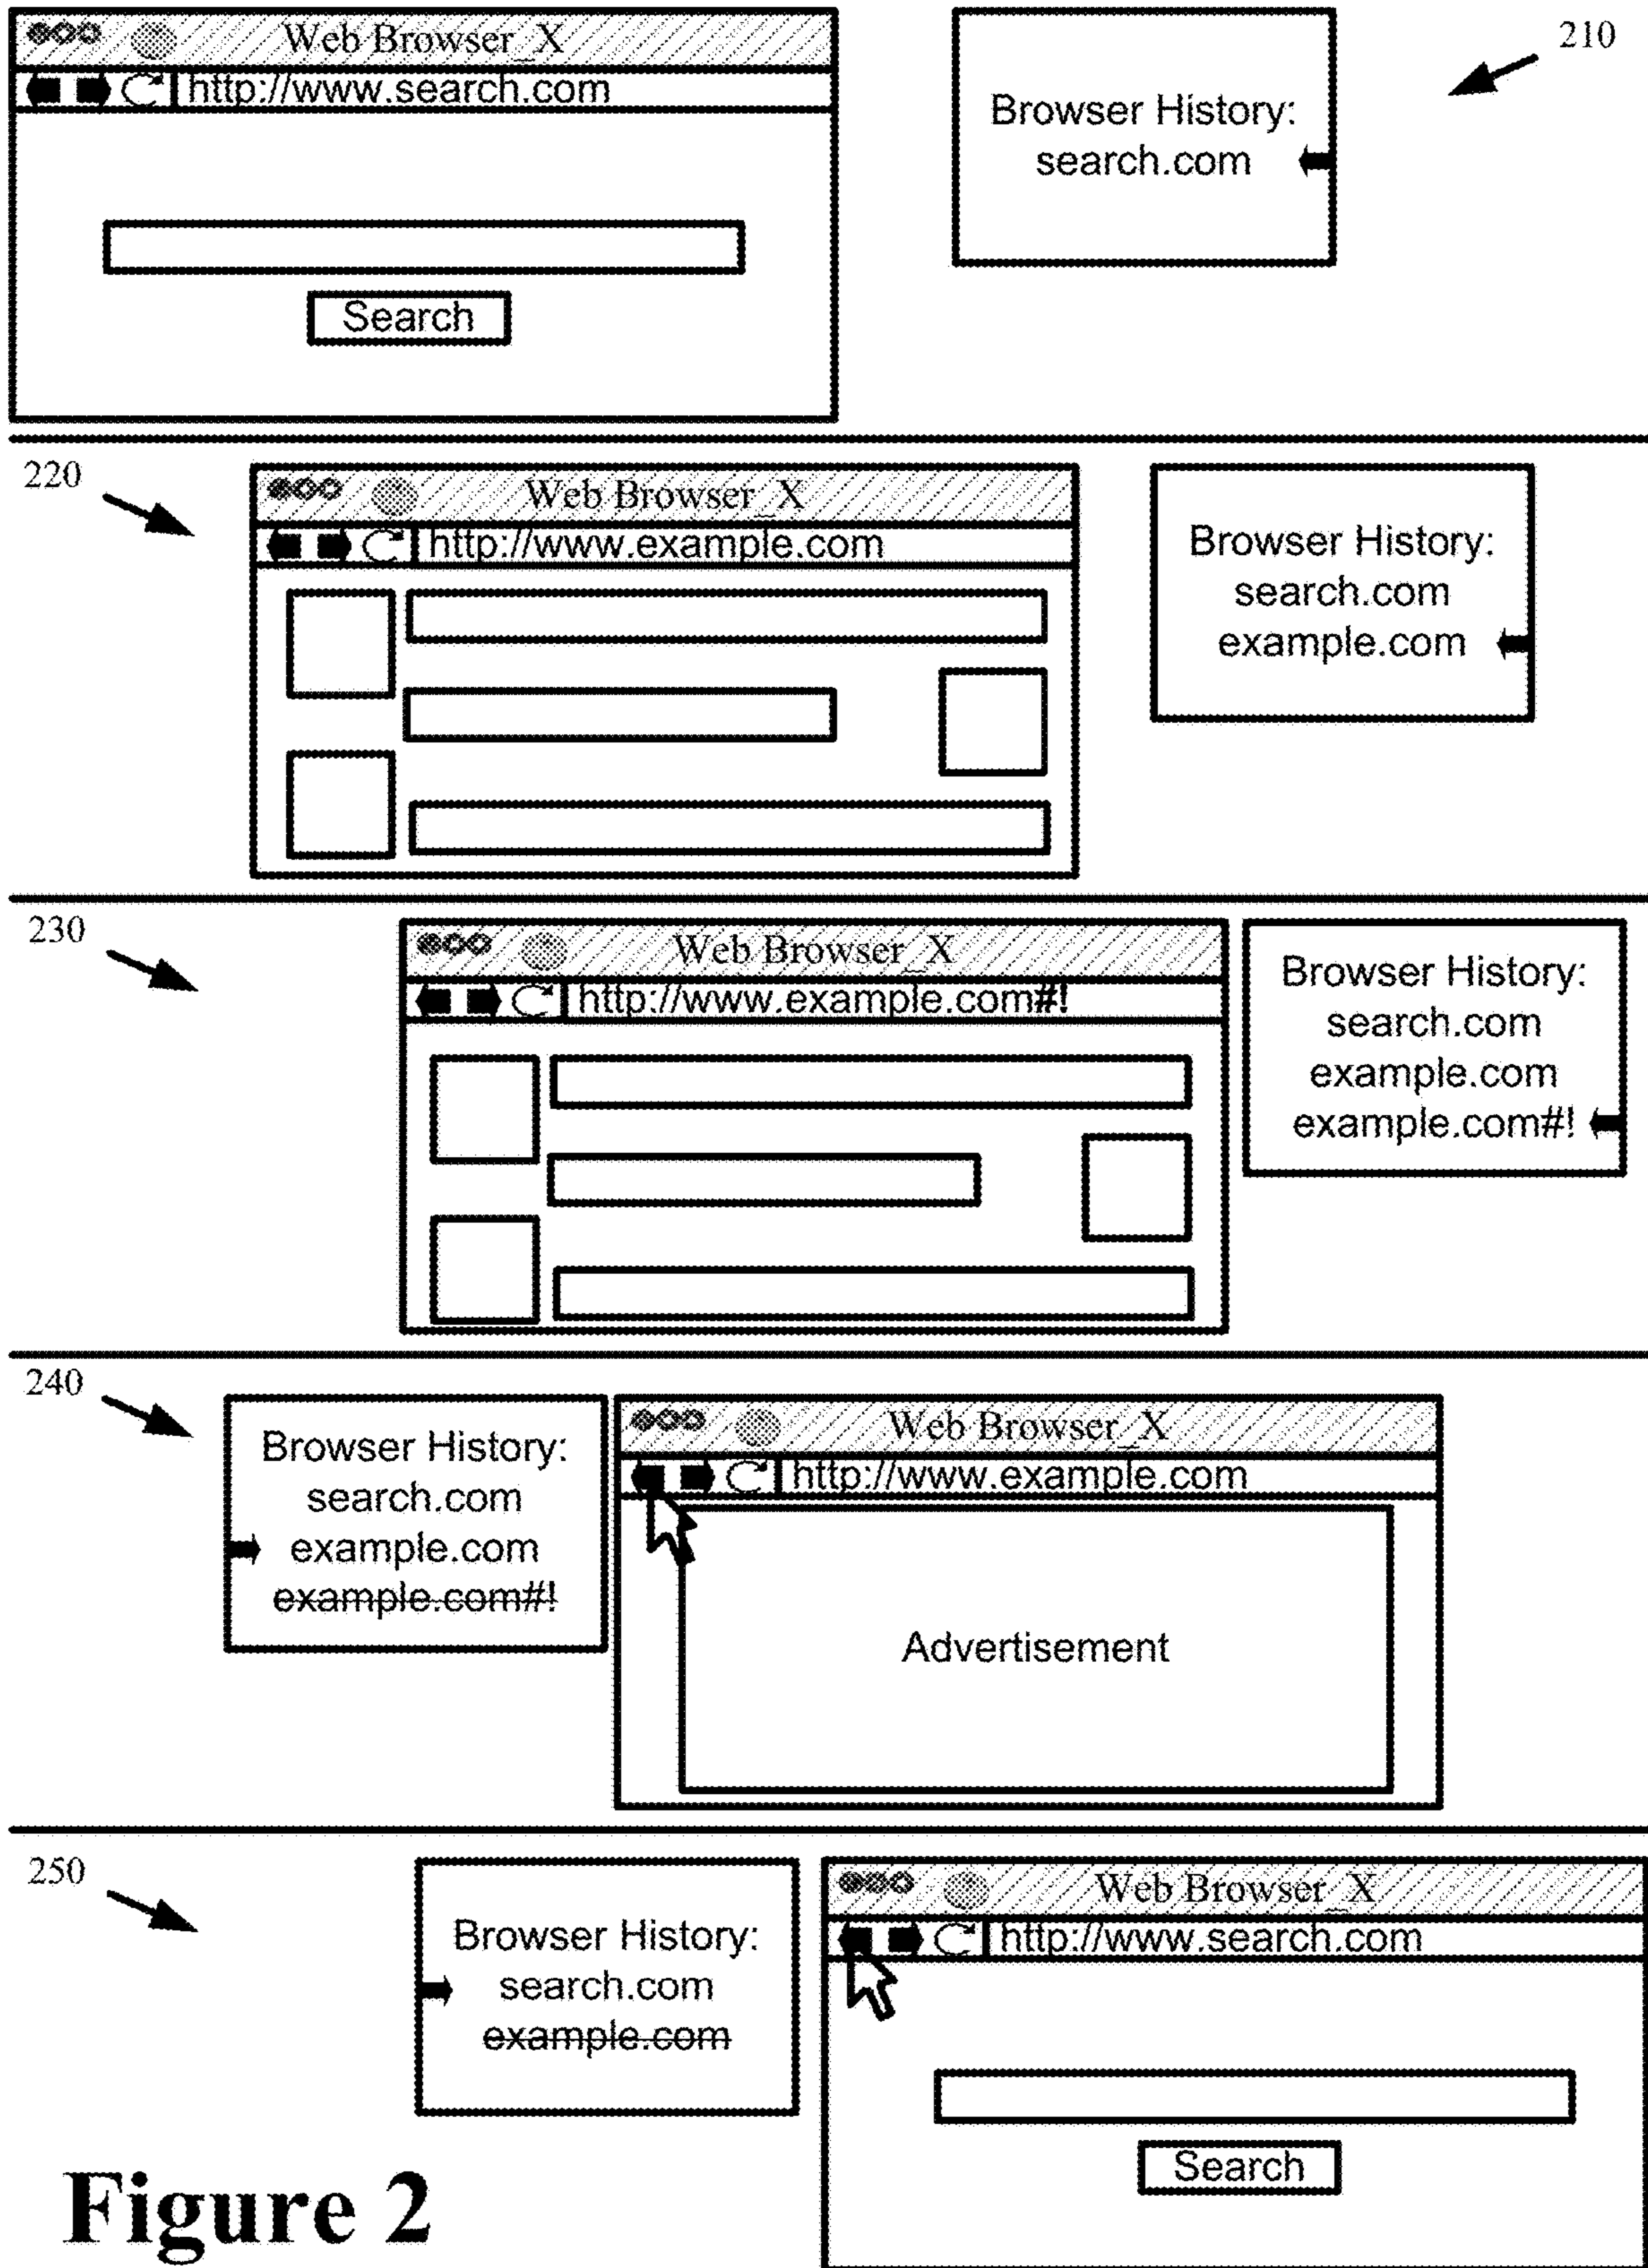 Web Browser_X
http://www.search.com
Search
Browser History:
search.com
210
220
Web Browser_X
http://www.example.com
Browser History:
search.com
example.com
230
Web Browser_X
http://www.example.com#!
Browser History:
search.com
example.com
example.com#!
240
Browser History:
search.com
example.com
example.com#!
Web Browser_X
http://www.example.com
Advertisement
250
Browser History:
search.com
example.com
Web Browser_X
http://www.search.com
Search
Figure 2